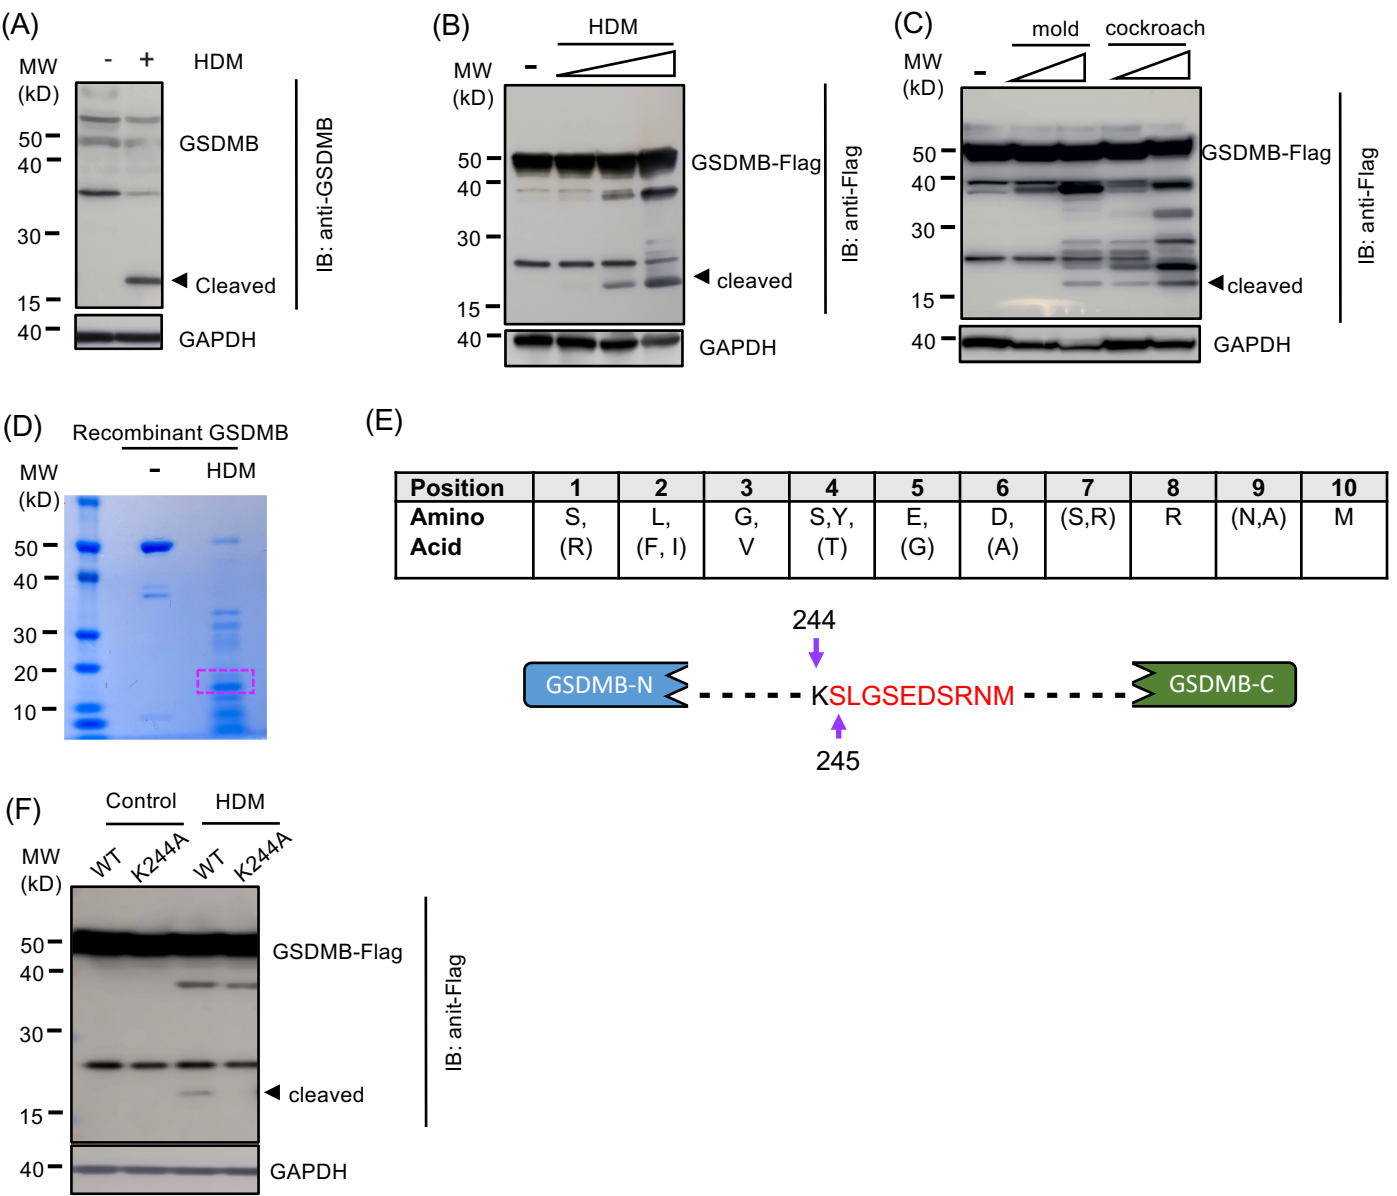 (A)
- + HDM
MW
(kD)
50
40
30
15
40
GSDMB
Cleaved
GAPDH
IB: anti-GSDMB
(B)
HDM
MW
(kD)
-
50
40
30
15
40
GSDMB-Flag
cleaved
GAPDH
IB: anti-Flag
(C)
mold cockroach
MW
(kD)
-
50
40
30
15
40
GSDMB-Flag
cleaved
GAPDH
IB: anti-Flag
(D)
Recombinant GSDMB
MW
(kD)
- HDM
50
40
30
20
10
(E)
Position 1 2 3 4 5 6 7 8 9 10
Amino S, L, G, S,Y, E, D, (S,R) R (N,A) M
Acid (R) (F, I) V (T) (G) (A)
244
GSDMB-N KSLGSEDSRNM GSDMB-C
245
(F)
Control HDM
MW
(kD)
WT K244A WT K244A
50
40
30
15
40
GSDMB-Flag
cleaved
GAPDH
IB: anit-Flag